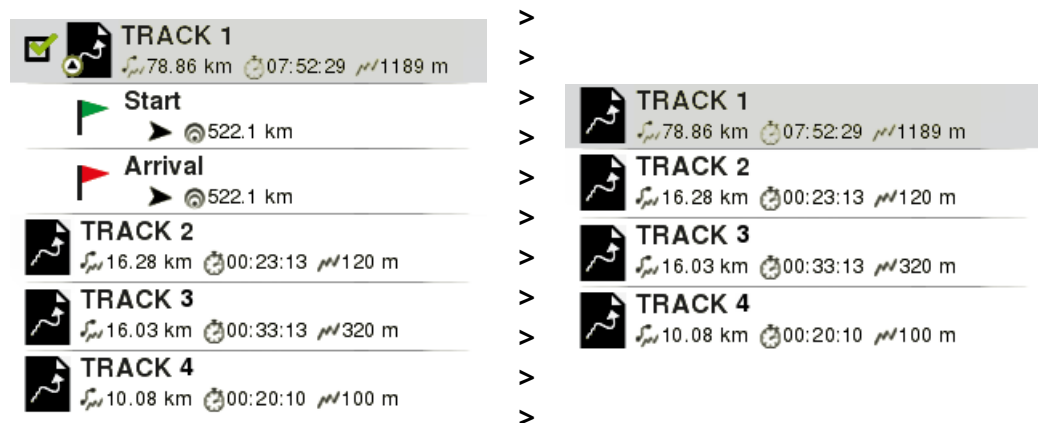 TRACK 1
78.86 km 07:52:29 1189 m
Start
522.1 km
Arrival
522.1 km
TRACK 2
16.28 km 00:23:13 120 m
TRACK 3
16.03 km 00:33:13 320 m
TRACK 4
10.08 km 00:20:10 100 m
>
>
>
>
>
>
>
>
>
>
>
TRACK 1
78.86 km 07:52:29 1189 m
TRACK 2
16.28 km 00:23:13 120 m
TRACK 3
16.03 km 00:33:13 320 m
TRACK 4
10.08 km 00:20:10 100 m